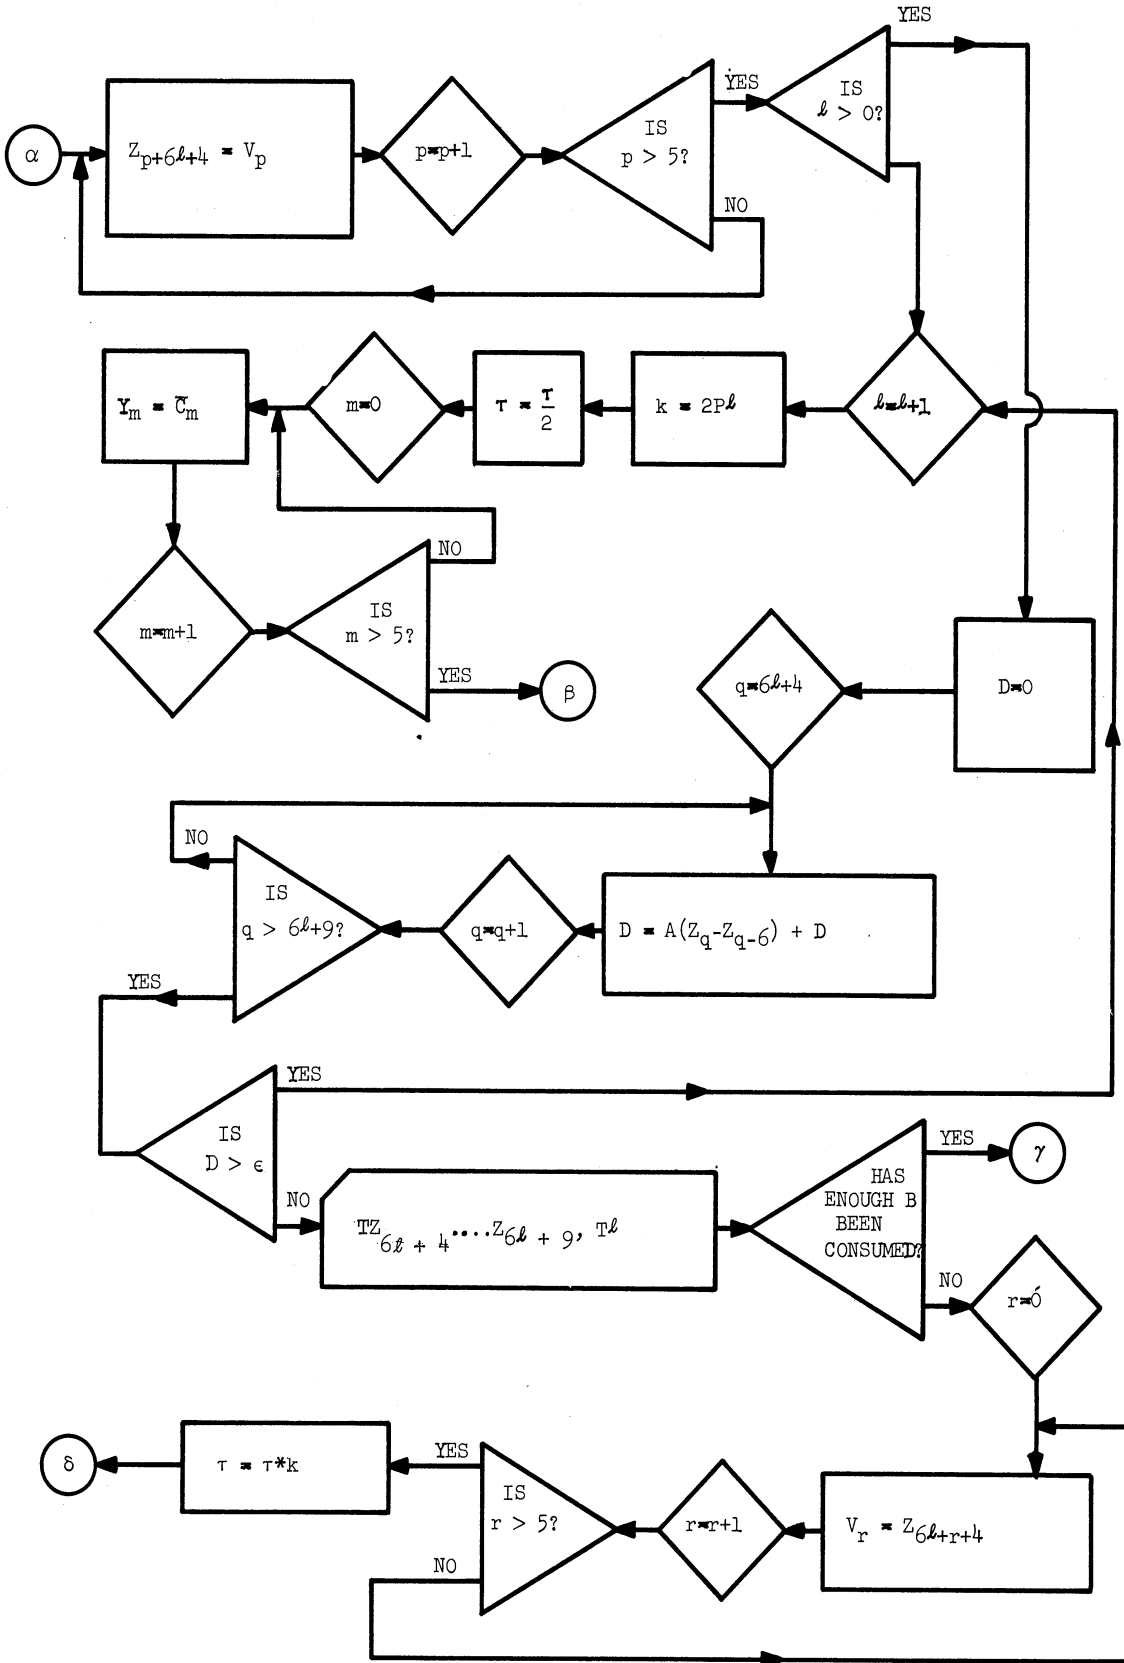 YES
α
Z_{p+6ℓ+4} = V_p
p=p+1
IS
p > 5?
YES
NO
IS
ℓ > 0?
Y_m = C̄_m
m=0
τ = τ/2
k = 2Pℓ
ℓ=ℓ+1
m=m+1
IS
m > 5?
NO
YES
β
q=6ℓ+4
D=0
NO
IS
q > 6ℓ+9?
YES
q=q+1
D = A(Z_q-Z_{q-6}) + D
IS
D > ϵ
YES
NO
TZ_{6ℓ + 4}....Z_{6ℓ + 9}, Tℓ
HAS
ENOUGH B
BEEN
CONSUMED?
YES
γ
NO
r=0
δ
τ = τ*k
YES
IS
r > 5?
NO
r=r+1
V_r = Z_{6ℓ+r+4}